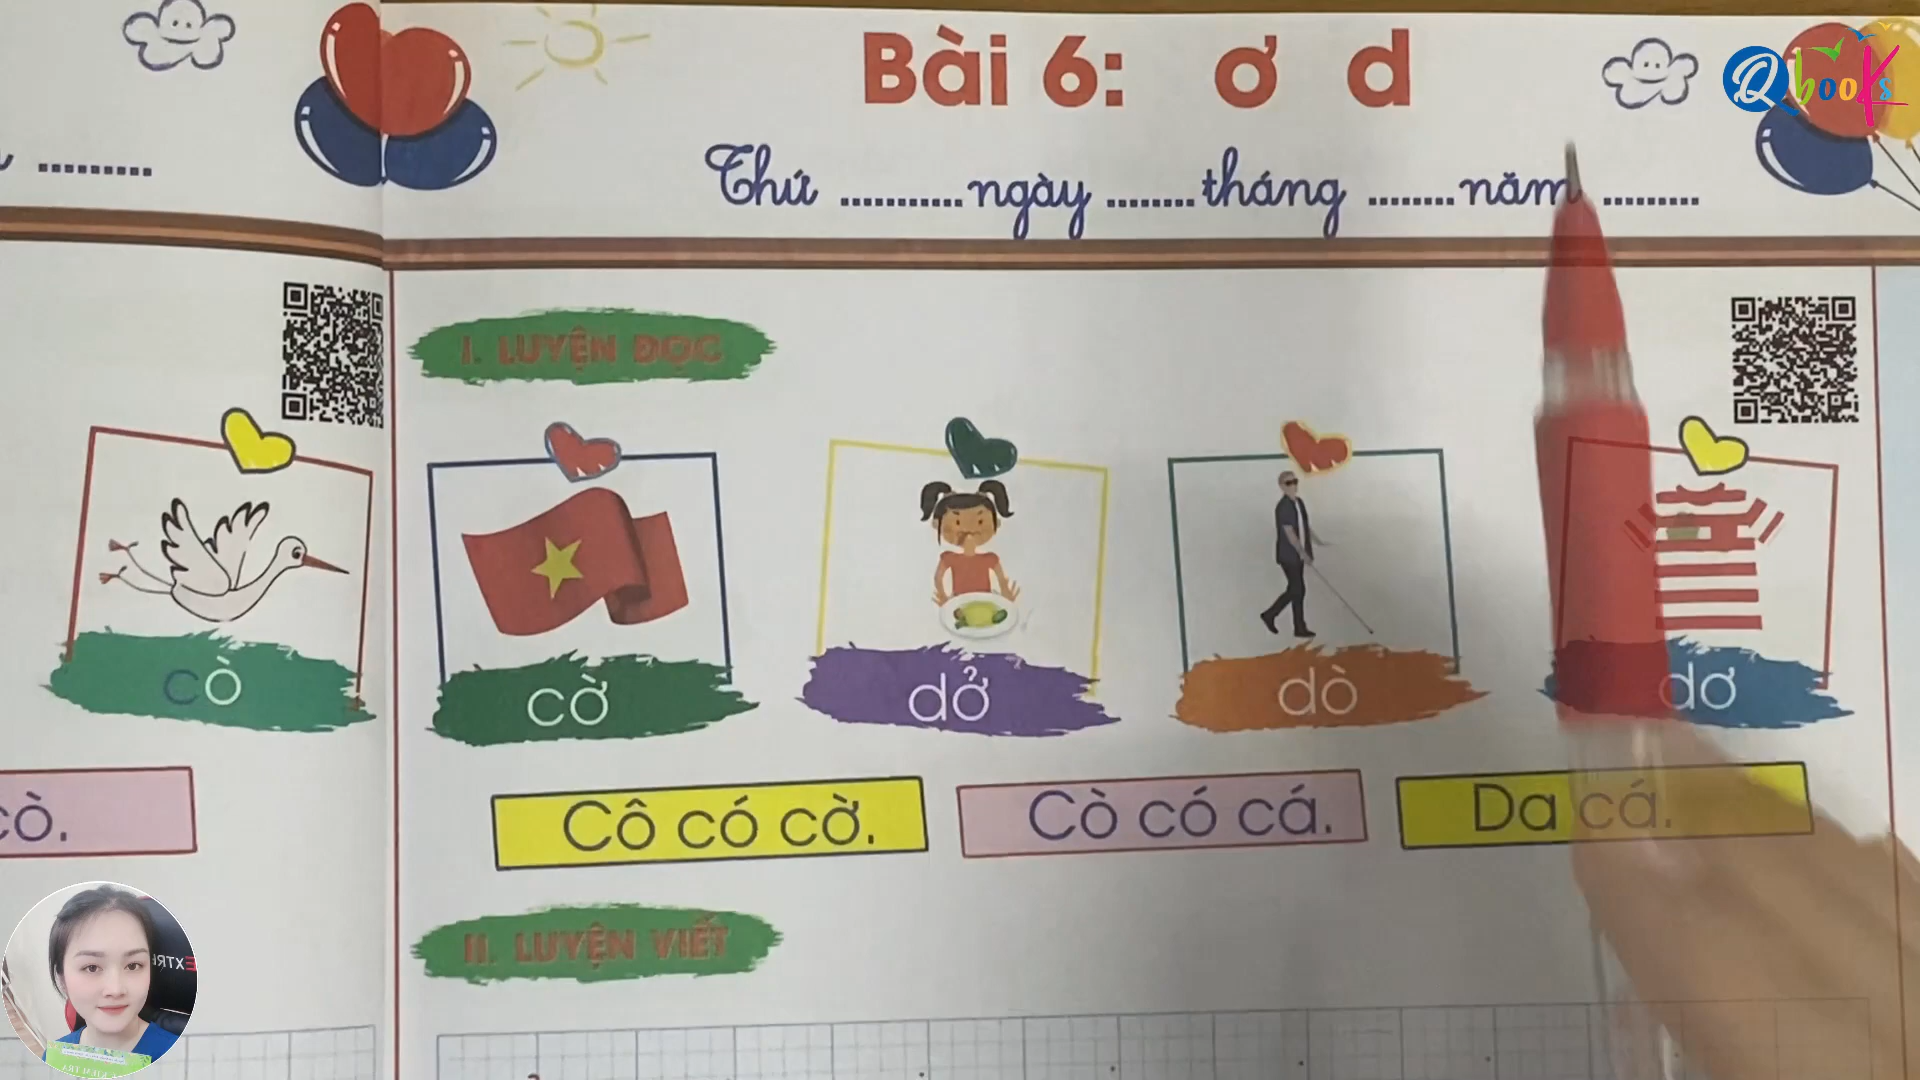 Bài 6: ơ d
Qbooks
Thứ ...........ngày ........tháng ........năm .........
.........
I. LUYỆN ĐỌC
cò
cờ
dở
dò
dơ
cò.
Cô có cờ.
Cò có cá.
Da cá.
II. LUYỆN VIẾT